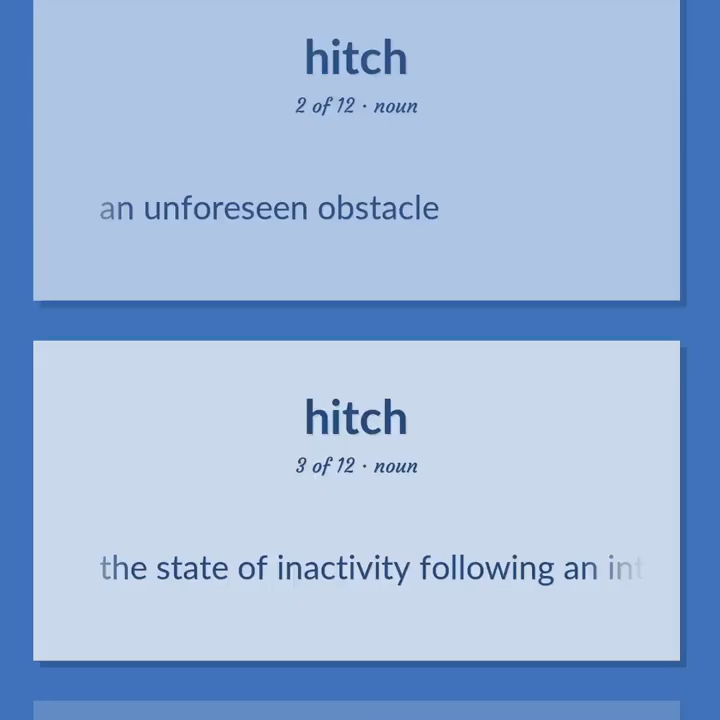 hitch
2 of 12 · noun
an unforeseen obstacle
hitch
3 of 12 · noun
the state of inactivity following an